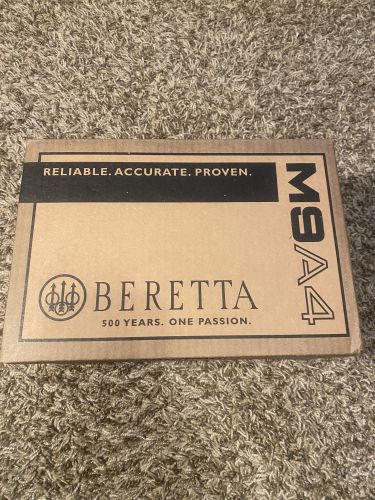 RELIABLE. ACCURATE. PROVEN.
M9A4
BERETTA
500 YEARS. ONE PASSION.